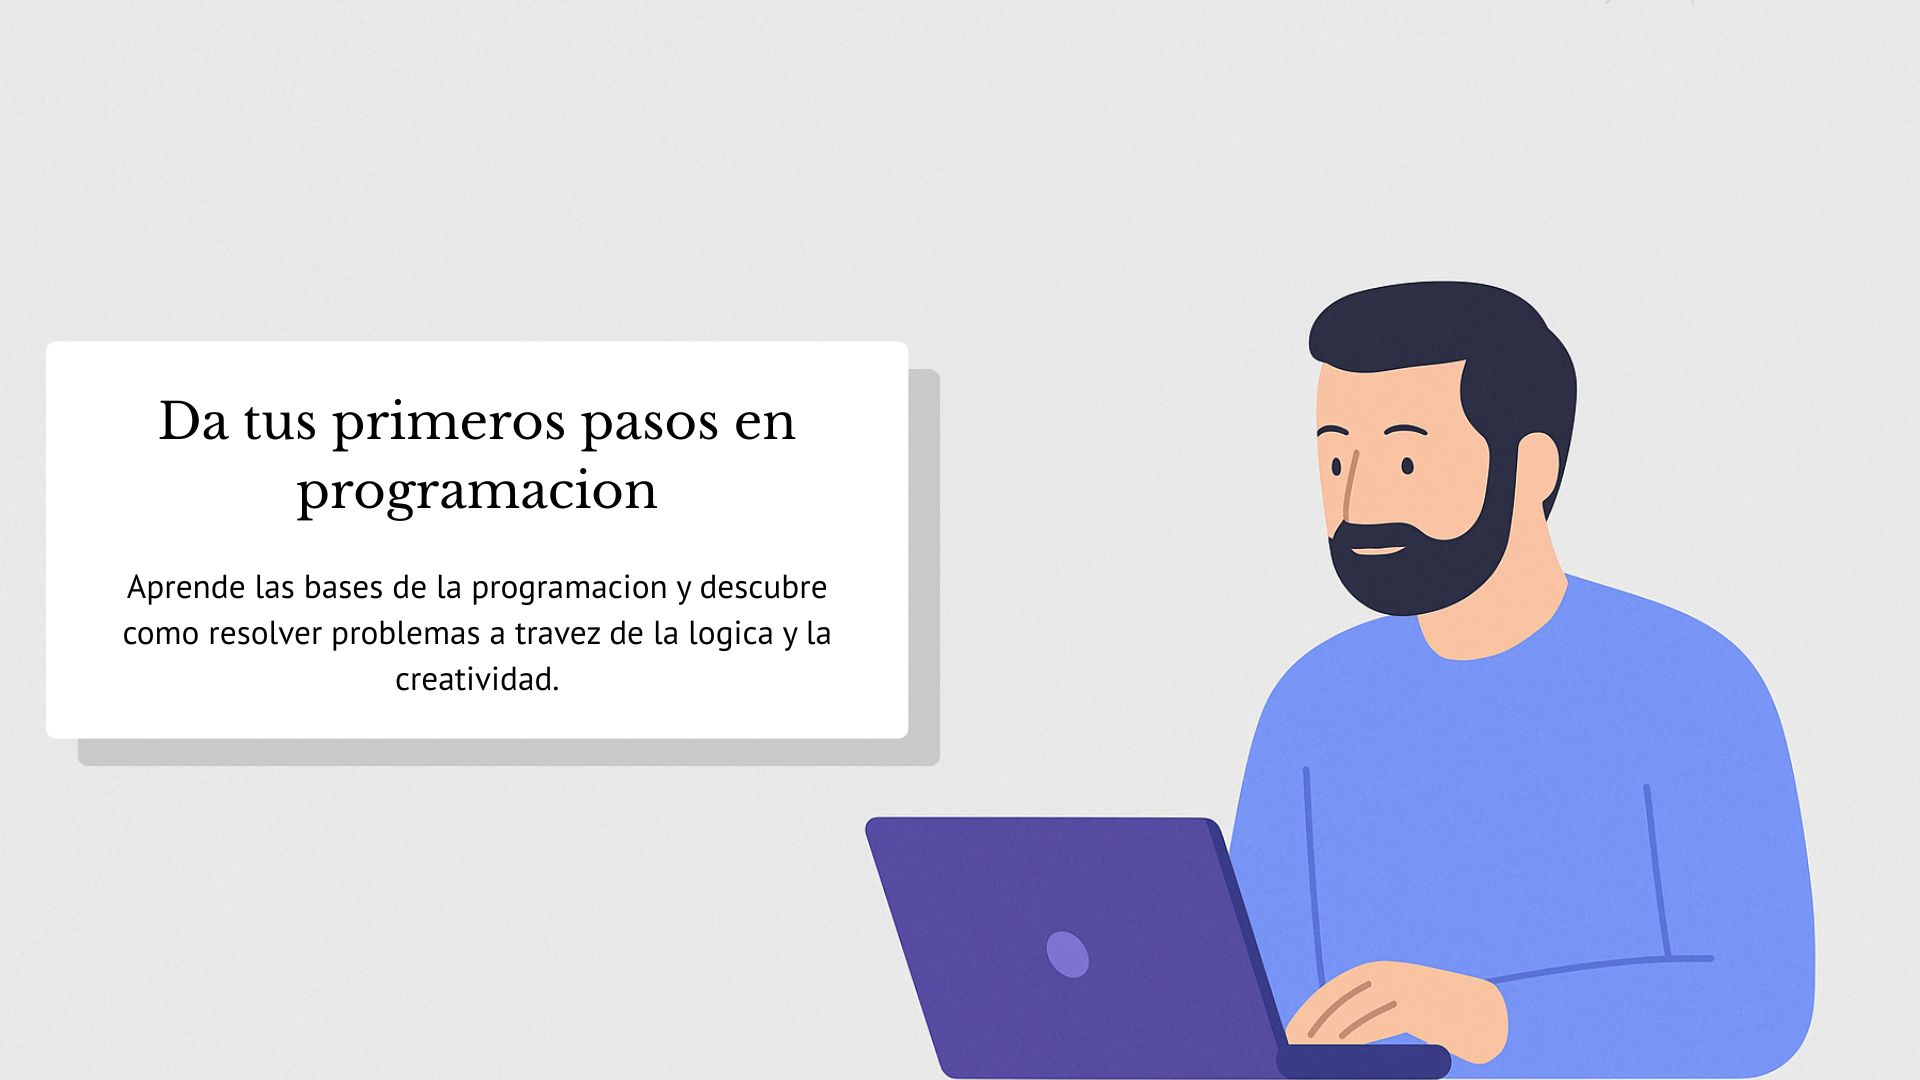 Da tus primeros pasos en
programacion
Aprende las bases de la programacion y descubre
como resolver problemas a travez de la logica y la
creatividad.